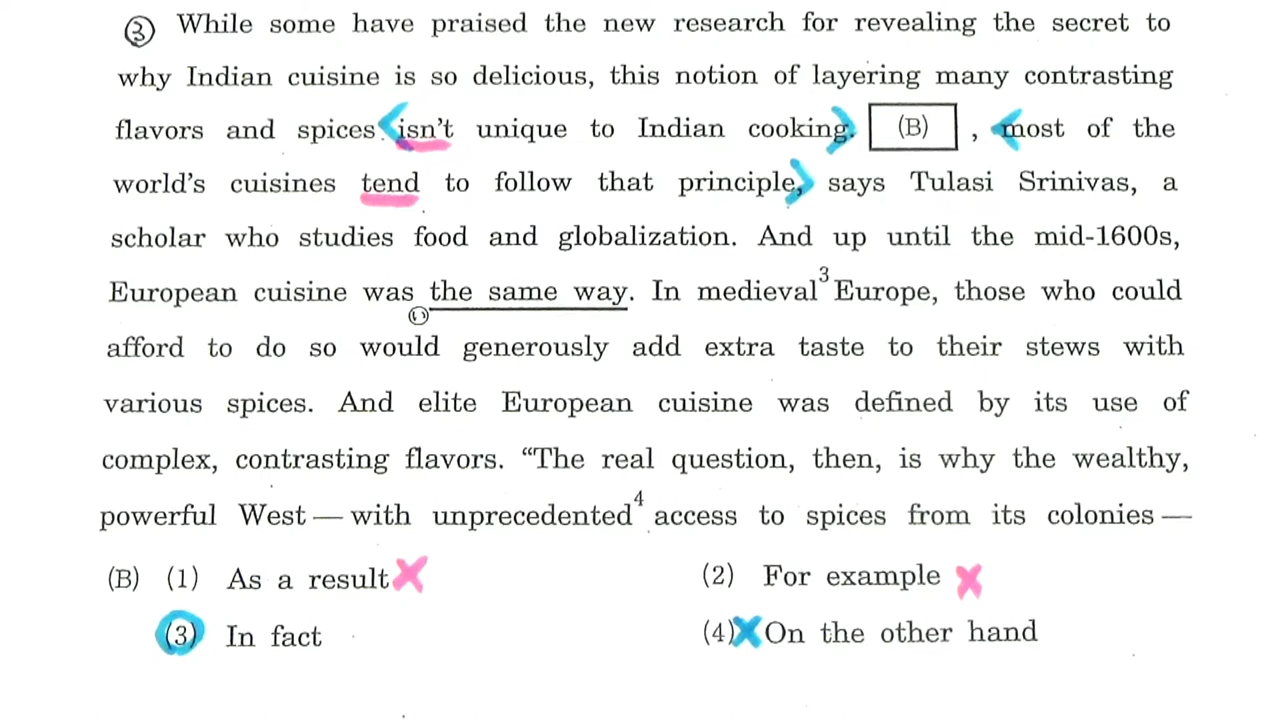 ③ While some have praised the new research for revealing the secret to
why Indian cuisine is so delicious, this notion of layering many contrasting
flavors and spices isn't unique to Indian cooking. (B) , most of the
world's cuisines tend to follow that principle, says Tulasi Srinivas, a
scholar who studies food and globalization. And up until the mid-1600s,
European cuisine was the same way. In medieval³ Europe, those who could
(1)
afford to do so would generously add extra taste to their stews with
various spices. And elite European cuisine was defined by its use of
complex, contrasting flavors. “The real question, then, is why the wealthy,
powerful West — with unprecedented⁴ access to spices from its colonies —
(B) (1) As a result (2) For example
(3) In fact (4) On the other hand